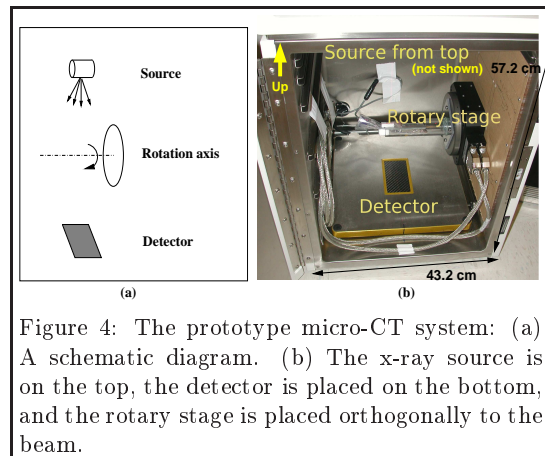 Source
Rotation axis
Detector
(a)
Source from top
(not shown)
57.2 cm
Up
Rotary stage
Detector
43.2 cm
(b)
Figure 4: The prototype micro-CT system: (a)
A schematic diagram. (b) The x-ray source is
on the top, the detector is placed on the bottom,
and the rotary stage is placed orthogonally to the
beam.